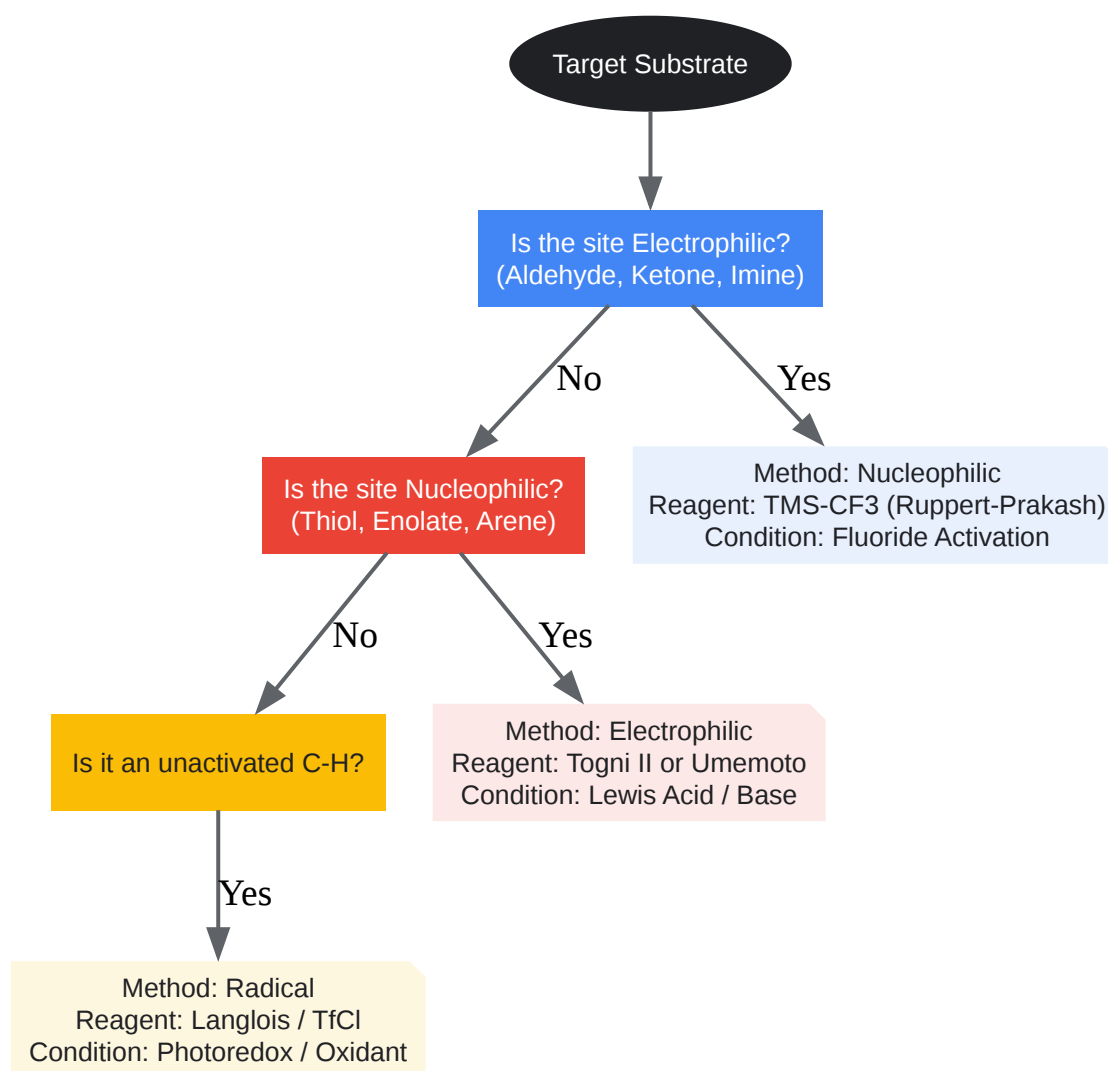 Target Substrate
Is the site Electrophilic?
(Aldehyde, Ketone, Imine)
No
Yes
Is the site Nucleophilic?
(Thiol, Enolate, Arene)
Method: Nucleophilic
Reagent: TMS-CF3 (Ruppert-Prakash)
Condition: Fluoride Activation
No
Yes
Is it an unactivated C-H?
Method: Electrophilic
Reagent: Togni II or Umemoto
Condition: Lewis Acid / Base
Yes
Method: Radical
Reagent: Langlois / TfCl
Condition: Photoredox / Oxidant